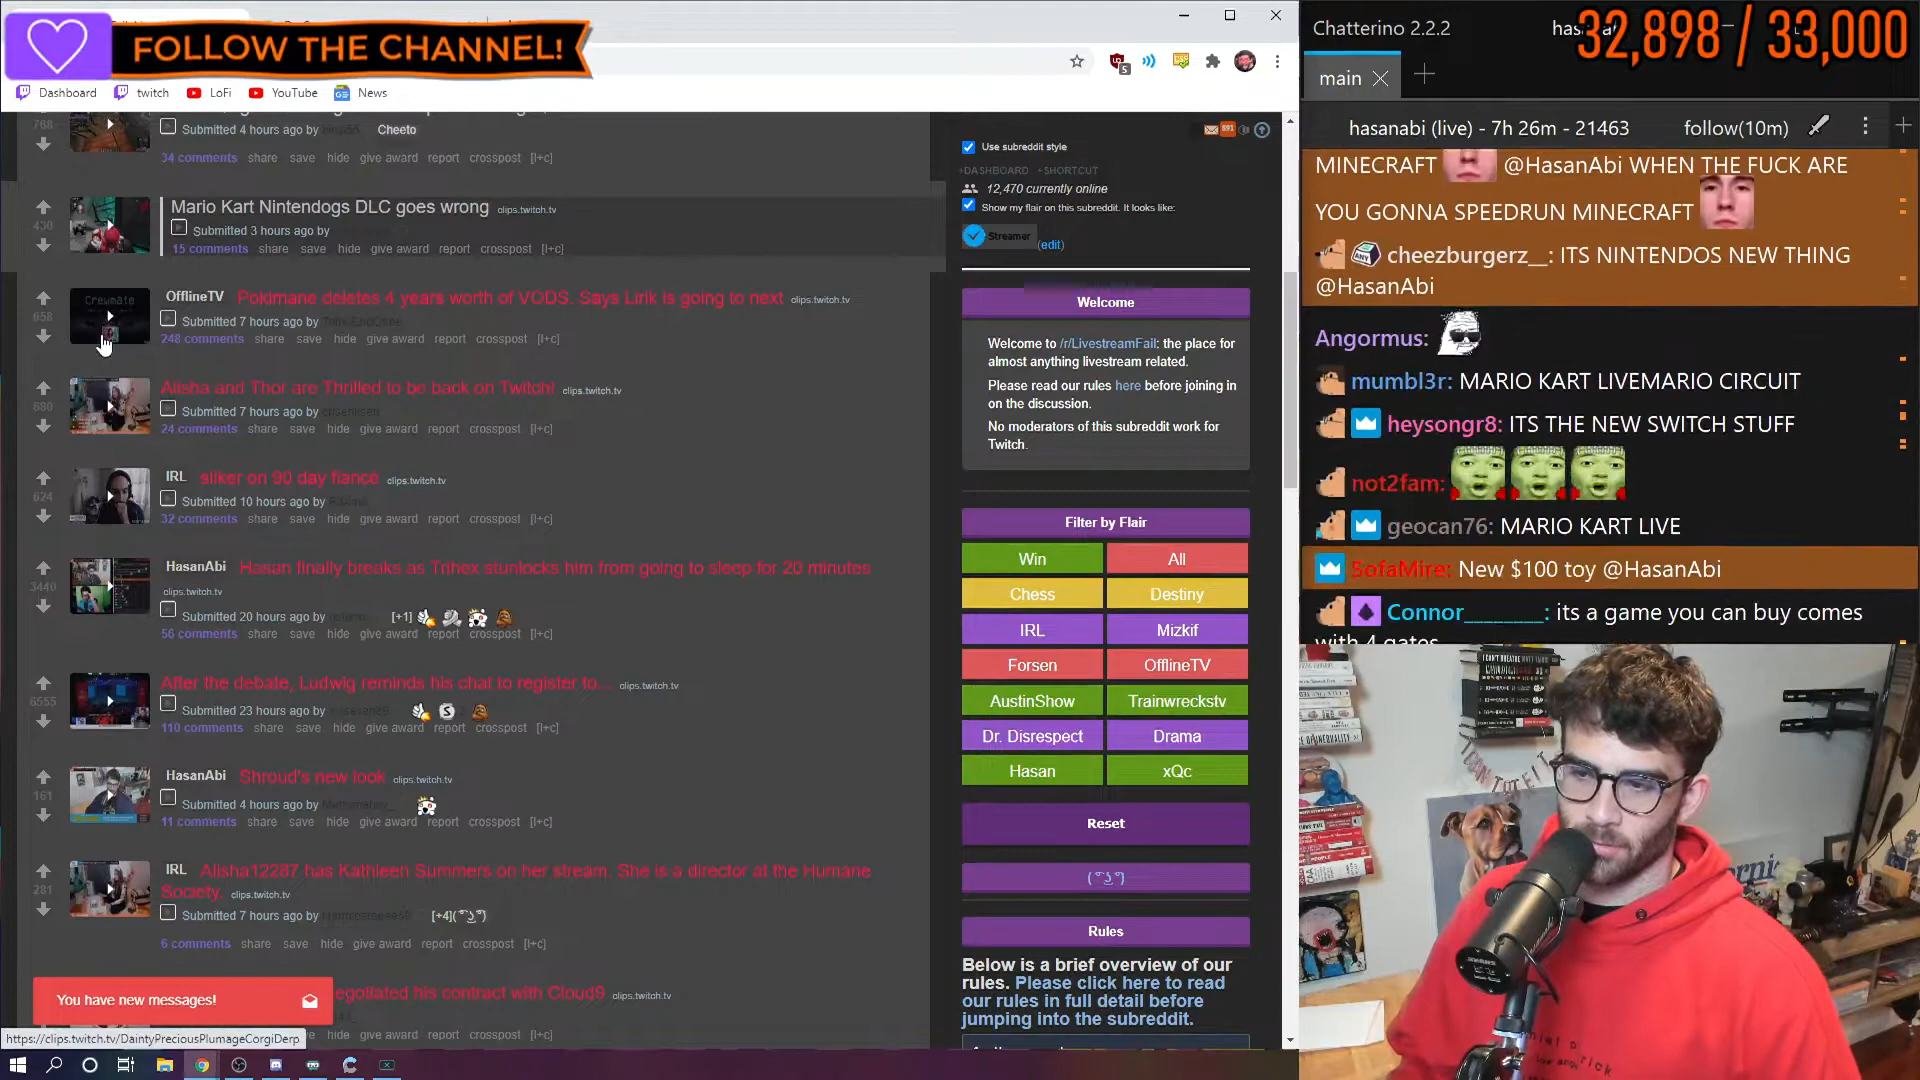 FOLLOW THE CHANNEL!
Dashboard twitch LoFi YouTube News
768 Submitted 4 hours ago by Cheeto
34 comments share save hide give award report crosspost [l+c]
Mario Kart Nintendogs DLC goes wrong clips.twitch.tv
430 Submitted 3 hours ago by
15 comments share save hide give award report crosspost [l+c]
Crewmate
OfflineTV Pokimane deletes 4 years worth of VODS. Says Lirik is going to next clips.twitch.tv
658 Submitted 7 hours ago by
248 comments share save hide give award report crosspost [l+c]
Alisha and Thor are Thrilled to be back on Twitch! clips.twitch.tv
680 Submitted 7 hours ago by
24 comments share save hide give award report crosspost [l+c]
IRL sliker on 90 day fiance clips.twitch.tv
624 Submitted 10 hours ago by
32 comments share save hide give award report crosspost [l+c]
HasanAbi Hasan finally breaks as Trihex stunlocks him from going to sleep for 20 minutes
3440 clips.twitch.tv
Submitted 20 hours ago by [+1]
56 comments share save hide give award report crosspost [l+c]
After the debate, Ludwig reminds his chat to register to... clips.twitch.tv
6555 Submitted 23 hours ago by
110 comments share save hide give award report crosspost [l+c]
HasanAbi Shroud's new look clips.twitch.tv
161 Submitted 4 hours ago by
11 comments share save hide give award report crosspost [l+c]
IRL Alisha12287 has Kathleen Summers on her stream. She is a director at the Humane
281 Society. clips.twitch.tv
Submitted 7 hours ago by [+4]( ͡° ͜ʖ ͡°)
6 comments share save hide give award report crosspost [l+c]
egotiated his contract with Cloud9 clips.twitch.tv
give award report crosspost [l+c]
You have new messages!
https://clips.twitch.tv/DaintyPreciousPlumageCorgiDerp
891
Use subreddit style
+DASHBOARD +SHORTCUT
12,470 currently online
Show my flair on this subreddit. It looks like:
Streamer (edit)
Welcome
Welcome to /r/LivestreamFail: the place for
almost anything livestream related.
Please read our rules here before joining in
on the discussion.
No moderators of this subreddit work for
Twitch.
Filter by Flair
Win All
Chess Destiny
IRL Mizkif
Forsen OfflineTV
AustinShow Trainwreckstv
Dr. Disrespect Drama
Hasan xQc
Reset
( ͡° ͜ʖ ͡°)
Rules
Below is a brief overview of our
rules. Please click here to read
our rules in full detail before
jumping into the subreddit.
Chatterino 2.2.2
32,898 / 33,000
main
hasanabi (live) - 7h 26m - 21463 follow(10m)
MINECRAFT @HasanAbi WHEN THE FUCK ARE
YOU GONNA SPEEDRUN MINECRAFT
cheezburgerz__: ITS NINTENDOS NEW THING
@HasanAbi
Angormus:
mumbl3r: MARIO KART LIVEMARIO CIRCUIT
heysongr8: ITS THE NEW SWITCH STUFF
not2fam:
geocan76: MARIO KART LIVE
SofaMire: New $100 toy @HasanAbi
Connor________: its a game you can buy comes
with 4 gates